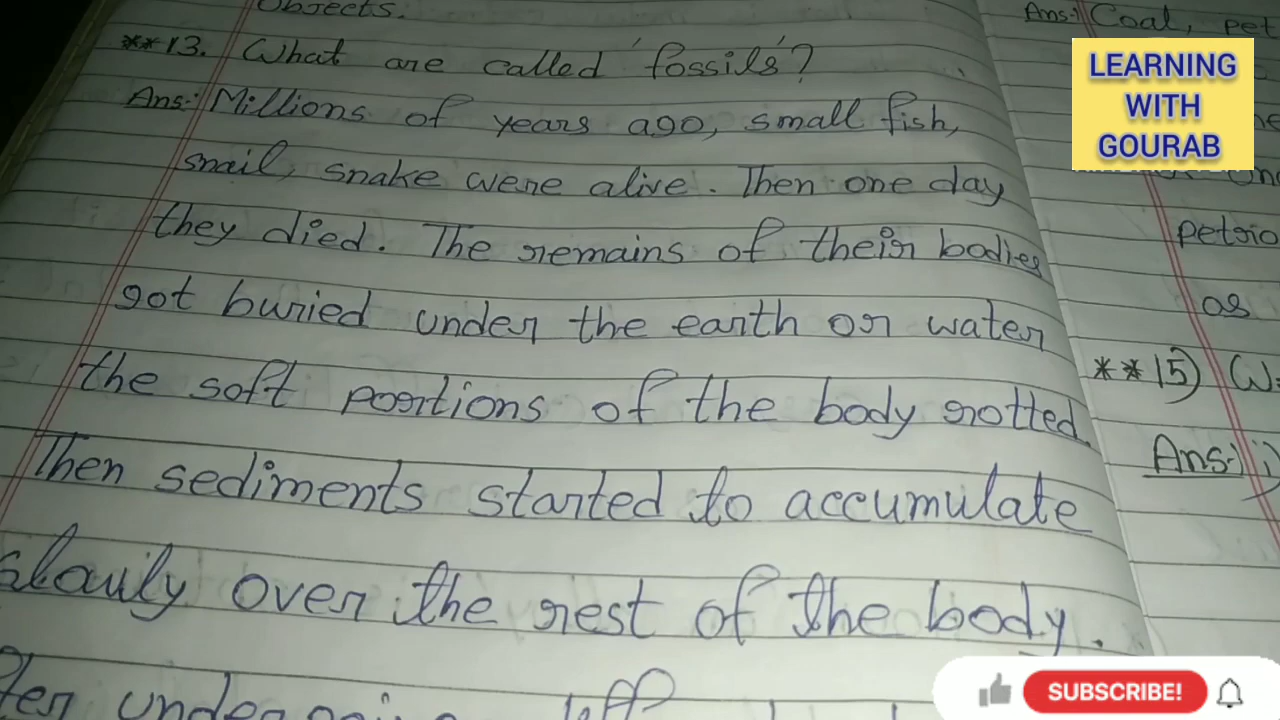 Objects.
**13. What are called 'fossils'?
Ans:- Millions of years ago, small fish,
snail, snake were alive. Then one day
they died. The remains of their bodies
got buried under the earth or water
the soft portions of the body rotted.
Then sediments started to accumulate
slowly over the rest of the body.
under
Ans:- Coal, pet
petrio
as
**15)
Ans:-) i)
LEARNING
WITH
GOURAB
SUBSCRIBE!